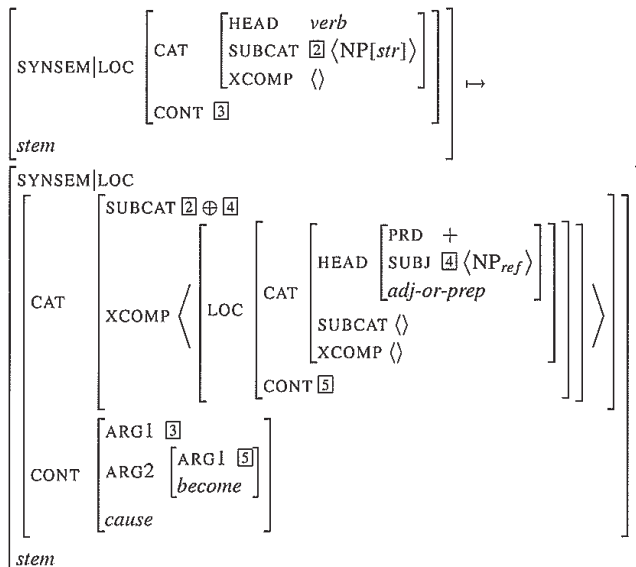 HEAD verb
SYNSEM|LOC CAT SUBCAT 2 ⟨NP[str]⟩
XCOMP ⟨⟩
CONT 3
↦
stem
SYNSEM|LOC
SUBCAT 2 ⊕ 4
PRD +
HEAD SUBJ 4 ⟨NPref⟩
CAT adj-or-prep
CAT XCOMP ⟨ LOC SUBCAT ⟨⟩ ⟩
XCOMP ⟨⟩
CONT 5
ARG1 3
CONT ARG2 ARG1 5
become
cause
stem